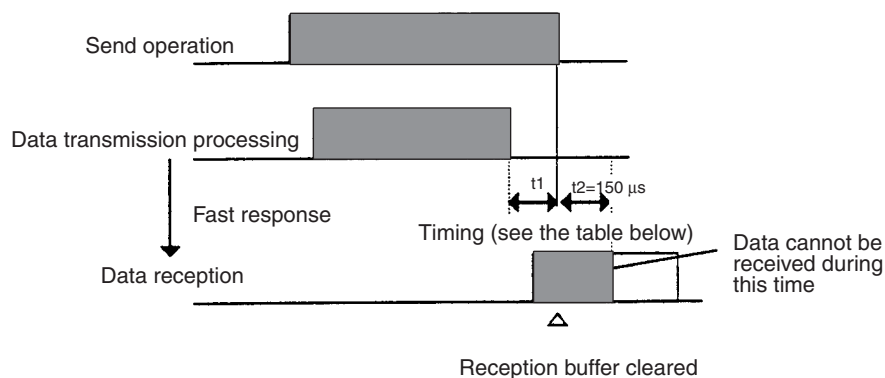 Send operation
Data transmission processing
t1
t2=150 µs
Fast response
Timing (see the table below)
Data reception
Data cannot be
received during
this time
Reception buffer cleared